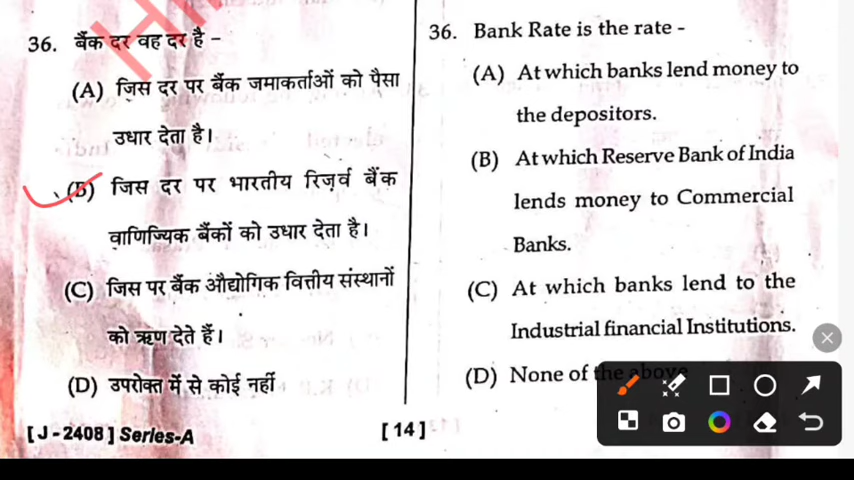 36. बैंक दर वह दर है –
(A) जिस दर पर बैंक जमाकर्ताओं को पैसा
उधार देता है।
(B) जिस दर पर भारतीय रिज़र्व बैंक
वाणिज्यिक बैंकों को उधार देता है।
(C) जिस पर बैंक औद्योगिक वित्तीय संस्थानों
को ऋण देते हैं।
(D) उपरोक्त में से कोई नहीं
[ J - 2408 ] Series-A
36. Bank Rate is the rate -
(A) At which banks lend money to
the depositors.
(B) At which Reserve Bank of India
lends money to Commercial
Banks.
(C) At which banks lend to the
Industrial financial Institutions.
(D) None of the above
[ 14 ]